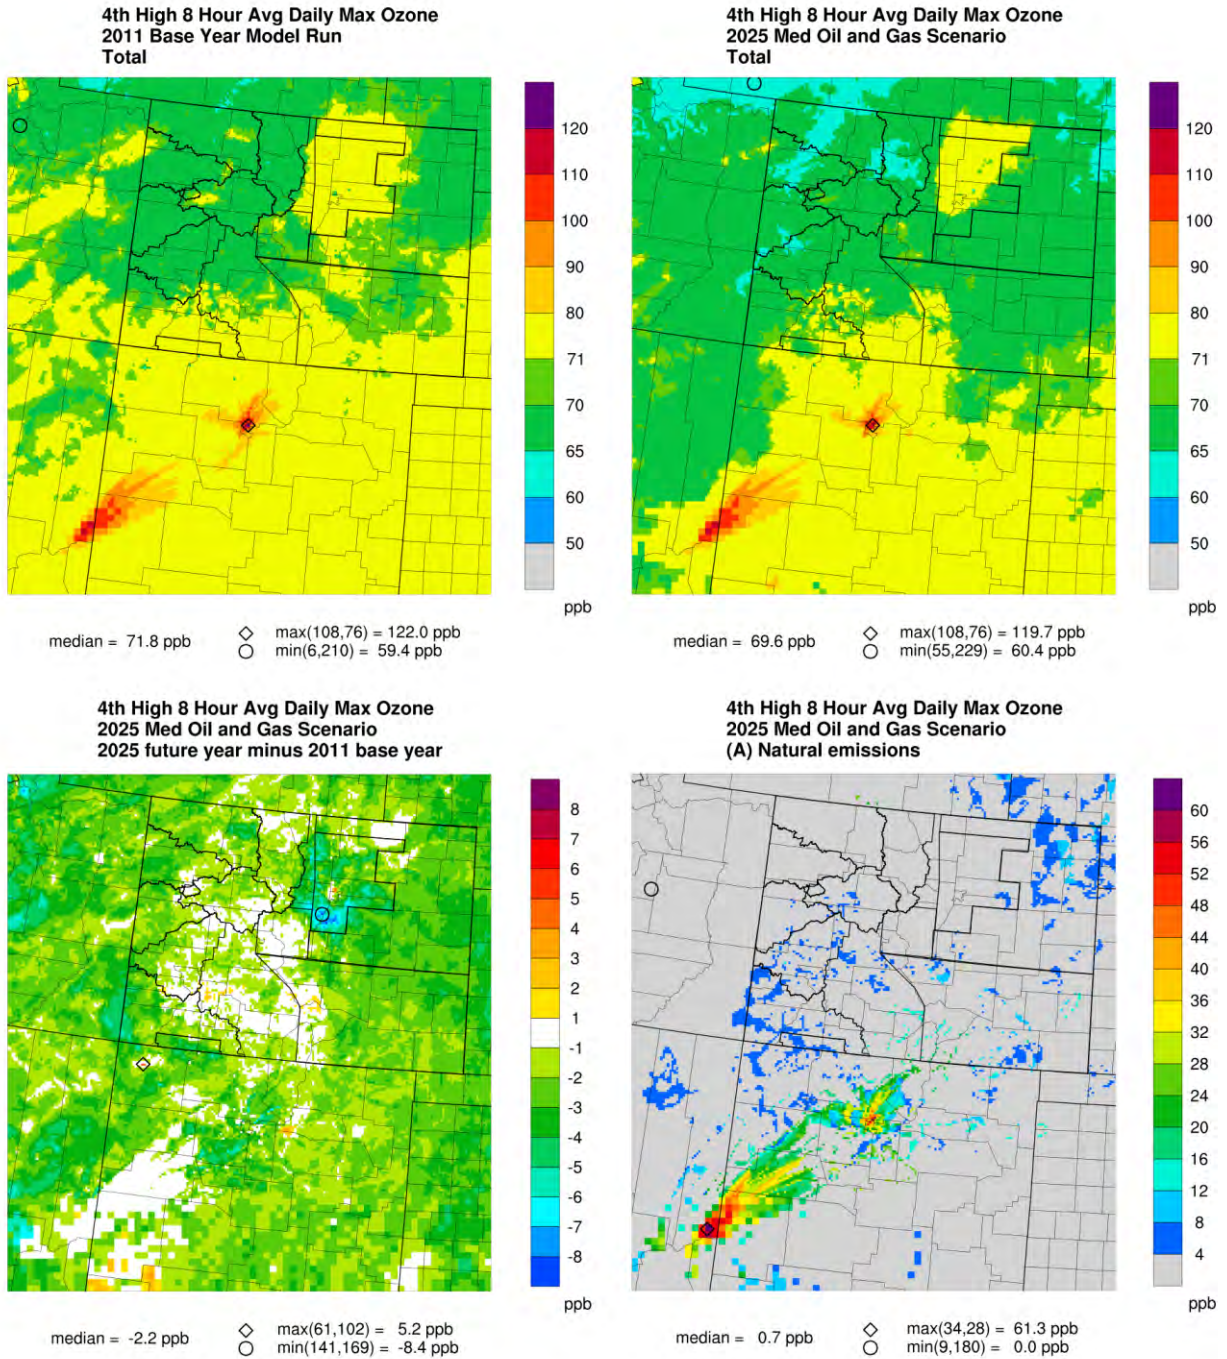 4th High 8 Hour Avg Daily Max Ozone
2011 Base Year Model Run
Total
120
110
100
90
80
71
70
65
60
50
ppb
median = 71.8 ppb
max(108,76) = 122.0 ppb
min(6,210) = 59.4 ppb
4th High 8 Hour Avg Daily Max Ozone
2025 Med Oil and Gas Scenario
Total
120
110
100
90
80
71
70
65
60
50
ppb
median = 69.6 ppb
max(108,76) = 119.7 ppb
min(55,229) = 60.4 ppb
4th High 8 Hour Avg Daily Max Ozone
2025 Med Oil and Gas Scenario
2025 future year minus 2011 base year
8
7
6
5
4
3
2
1
-1
-2
-3
-4
-5
-6
-7
-8
ppb
median = -2.2 ppb
max(61,102) = 5.2 ppb
min(141,169) = -8.4 ppb
4th High 8 Hour Avg Daily Max Ozone
2025 Med Oil and Gas Scenario
(A) Natural emissions
60
56
52
48
44
40
36
32
28
24
20
16
12
8
4
ppb
median = 0.7 ppb
max(34,28) = 61.3 ppb
min(9,180) = 0.0 ppb